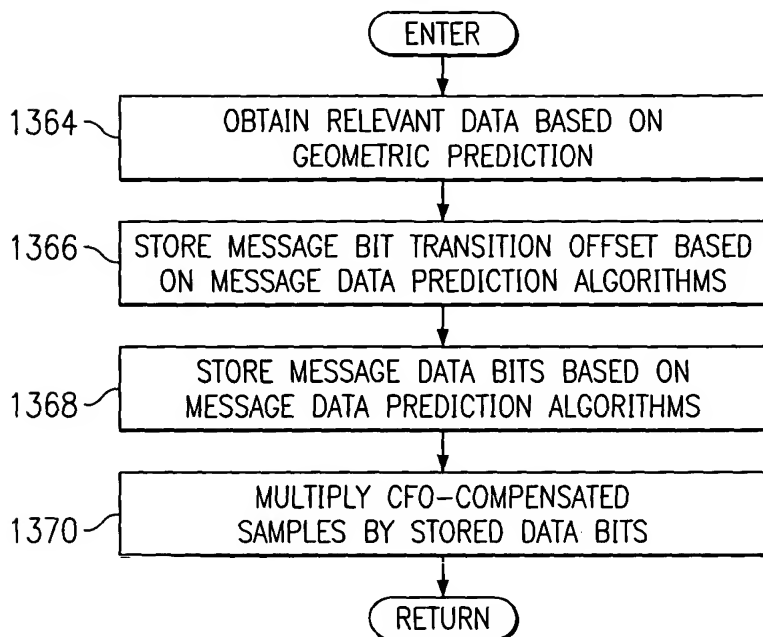 ENTER
1364
OBTAIN RELEVANT DATA BASED ON
GEOMETRIC PREDICTION
1366
STORE MESSAGE BIT TRANSITION OFFSET BASED
ON MESSAGE DATA PREDICTION ALGORITHMS
1368
STORE MESSAGE DATA BITS BASED ON
MESSAGE DATA PREDICTION ALGORITHMS
1370
MULTIPLY CFO-COMPENSATED
SAMPLES BY STORED DATA BITS
RETURN